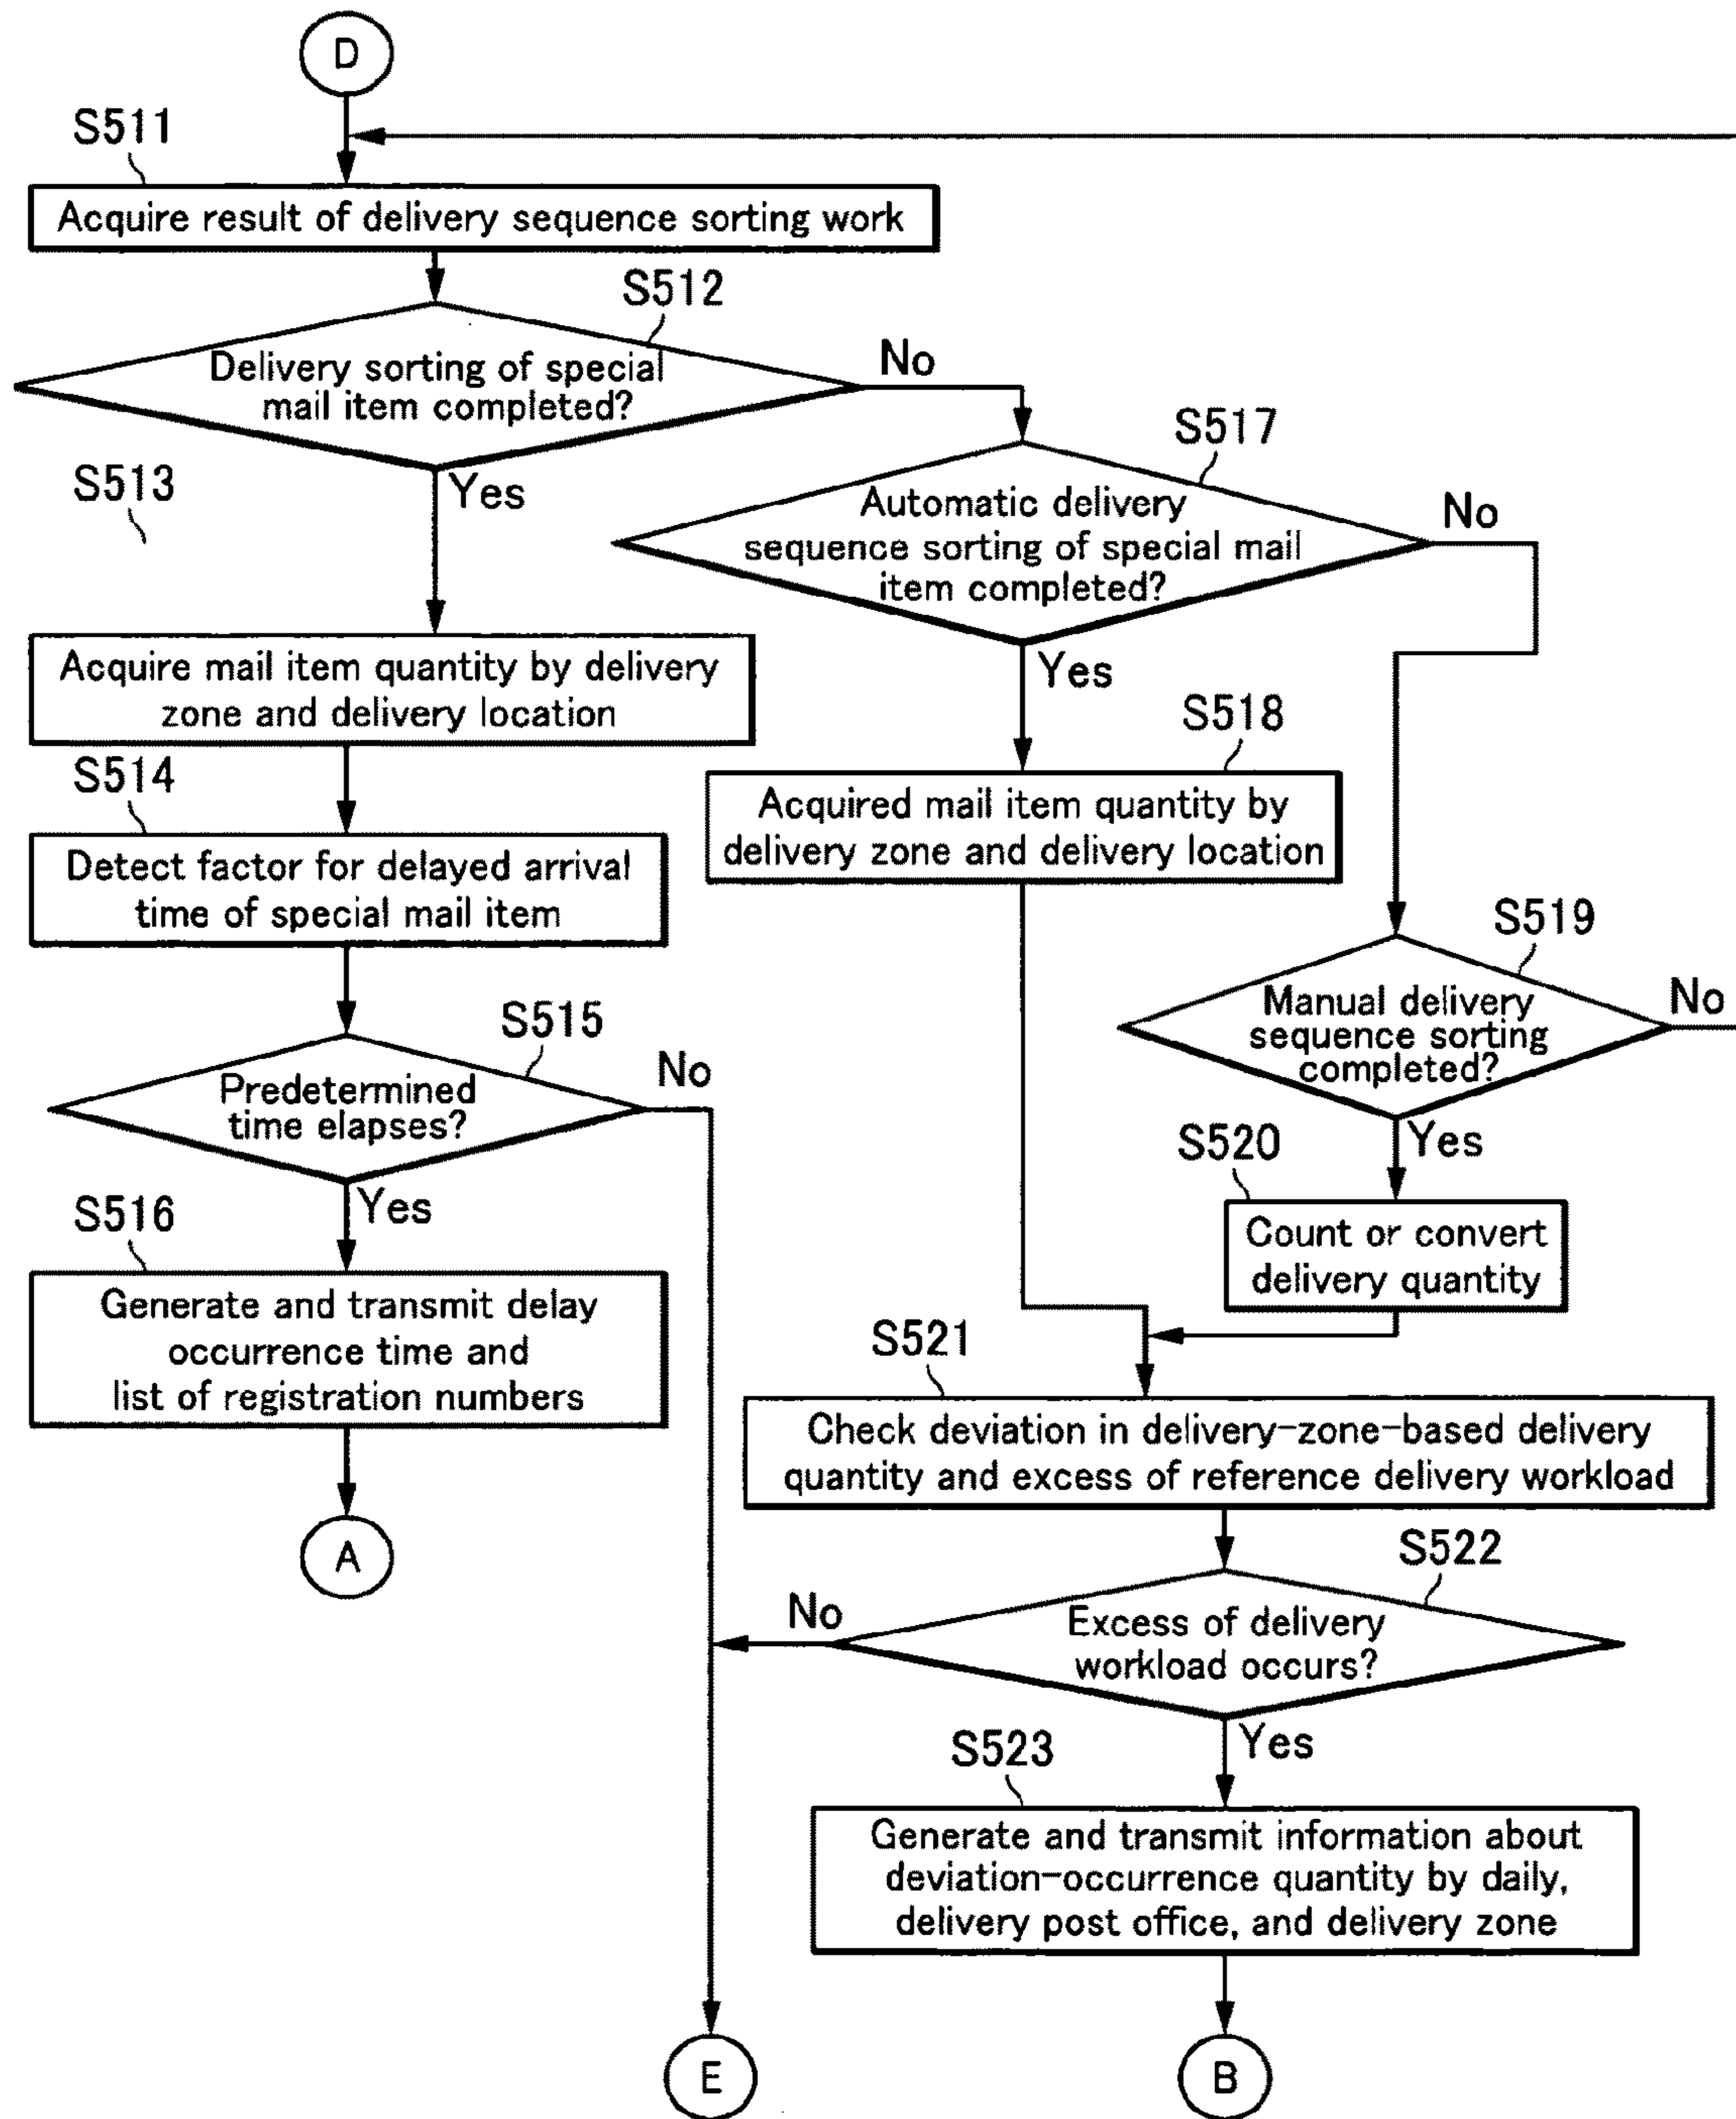 D
S511
Acquire result of delivery sequence sorting work
S512
Delivery sorting of special
mail item completed?
No
Yes
S513
Acquire mail item quantity by delivery
zone and delivery location
S514
Detect factor for delayed arrival
time of special mail item
S515
Predetermined
time elapses?
No
Yes
S516
Generate and transmit delay
occurrence time and
list of registration numbers
A
S517
Automatic delivery
sequence sorting of special mail
item completed?
No
Yes
S518
Acquired mail item quantity by
delivery zone and delivery location
S519
Manual delivery
sequence sorting
completed?
No
Yes
S520
Count or convert
delivery quantity
S521
Check deviation in delivery-zone-based delivery
quantity and excess of reference delivery workload
S522
Excess of delivery
workload occurs?
No
Yes
S523
Generate and transmit information about
deviation-occurrence quantity by daily,
delivery post office, and delivery zone
E
B